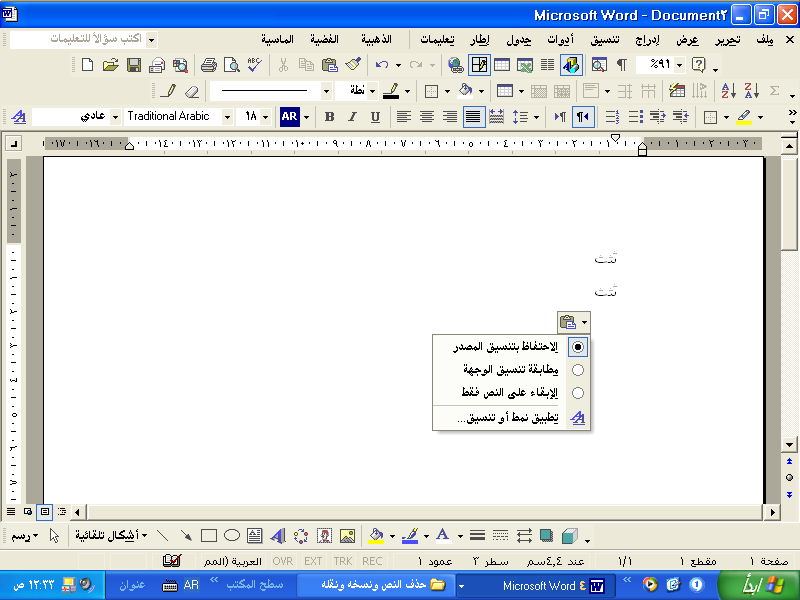 Microsoft Word - Document٢
ملف تحرير عرض إدراج تنسيق أدوات جدول إطار تعليمات الذهبية الفضية الماسية اكتب سؤالاً للتعليمات
٩١%
نقطة
عادي Traditional Arabic ١٨ AR B I U
ثثث
ثثث
الاحتفاظ بتنسيق المصدر
مطابقة تنسيق الوجهة
الإبقاء على النص فقط
تطبيق نمط أو تنسيق...
رسم أشكال تلقائية
صفحة ١ مقطع ١ ١/١ عند ٤,٤سم سطر ٣ عمود ١ REC TRK EXT OVR العربية (المم
ابدأ Microsoft Word ٤ حذف النص ونسخه ونقله سطح المكتب AR عنوان ١٢:٣٣ ص